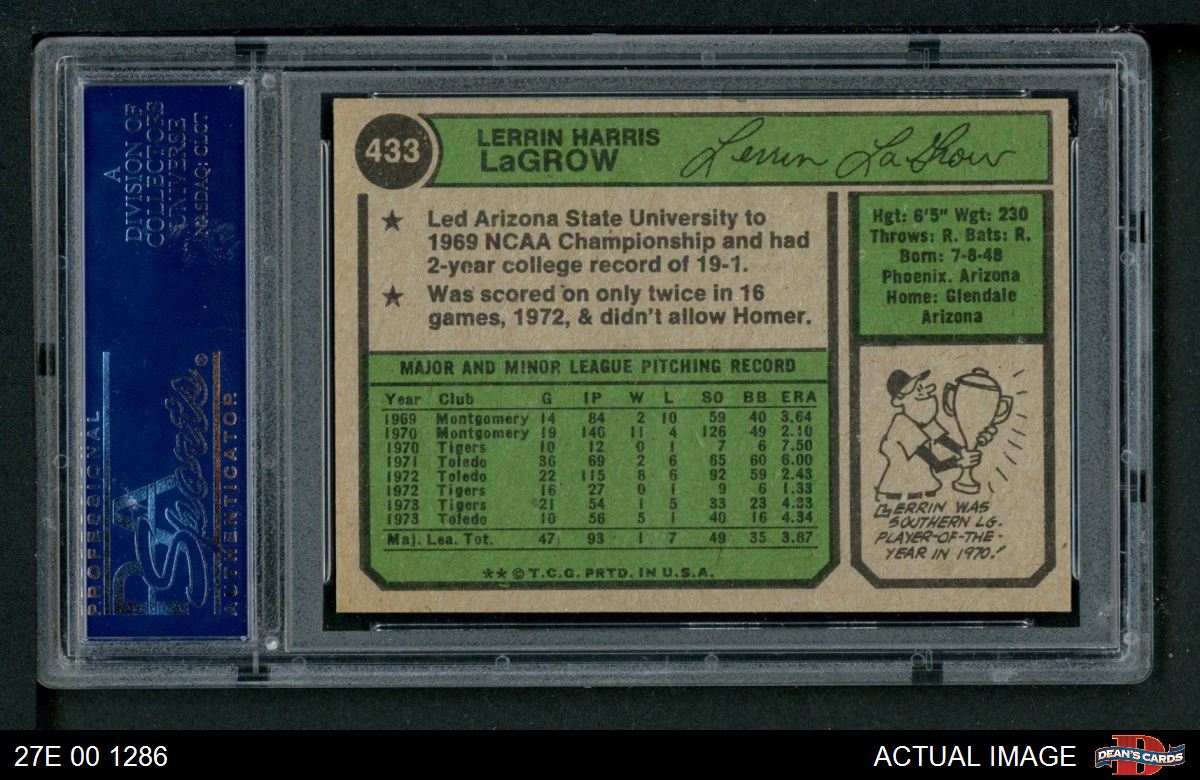 A
DIVISION OF
COLLECTORS
UNIVERSE
NASDAQ: CLCT
PROFESSIONAL
PSA
Sports®
AUTHENTICATOR
433
LERRIN HARRIS
LaGROW
Lerrin LaGrow
★ Led Arizona State University to
1969 NCAA Championship and had
2-year college record of 19-1.
★ Was scored on only twice in 16
games, 1972, & didn't allow Homer.
Hgt: 6'5" Wgt: 230
Throws: R. Bats: R.
Born: 7-8-48
Phoenix, Arizona
Home: Glendale
Arizona
MAJOR AND MINOR LEAGUE PITCHING RECORD
Year Club G IP W L SO BB ERA
1969 Montgomery 14 84 2 10 59 40 3.64
1970 Montgomery 19 146 11 4 126 49 2.10
1970 Tigers 10 12 0 1 7 6 7.50
1971 Toledo 36 69 2 6 65 60 6.00
1972 Toledo 22 115 8 6 92 59 2.43
1972 Tigers 16 27 0 1 9 6 1.33
1973 Tigers 21 54 1 5 33 23 4.33
1973 Toledo 10 56 5 1 40 16 4.34
Maj. Lea. Tot. 47 93 1 7 49 35 3.87
** © T.C.G. PRTD. IN U.S.A.
LERRIN WAS
SOUTHERN LG.
PLAYER-OF-THE-
YEAR IN 1970.
27E 00 1286
ACTUAL IMAGE
D
DEAN'S CARDS